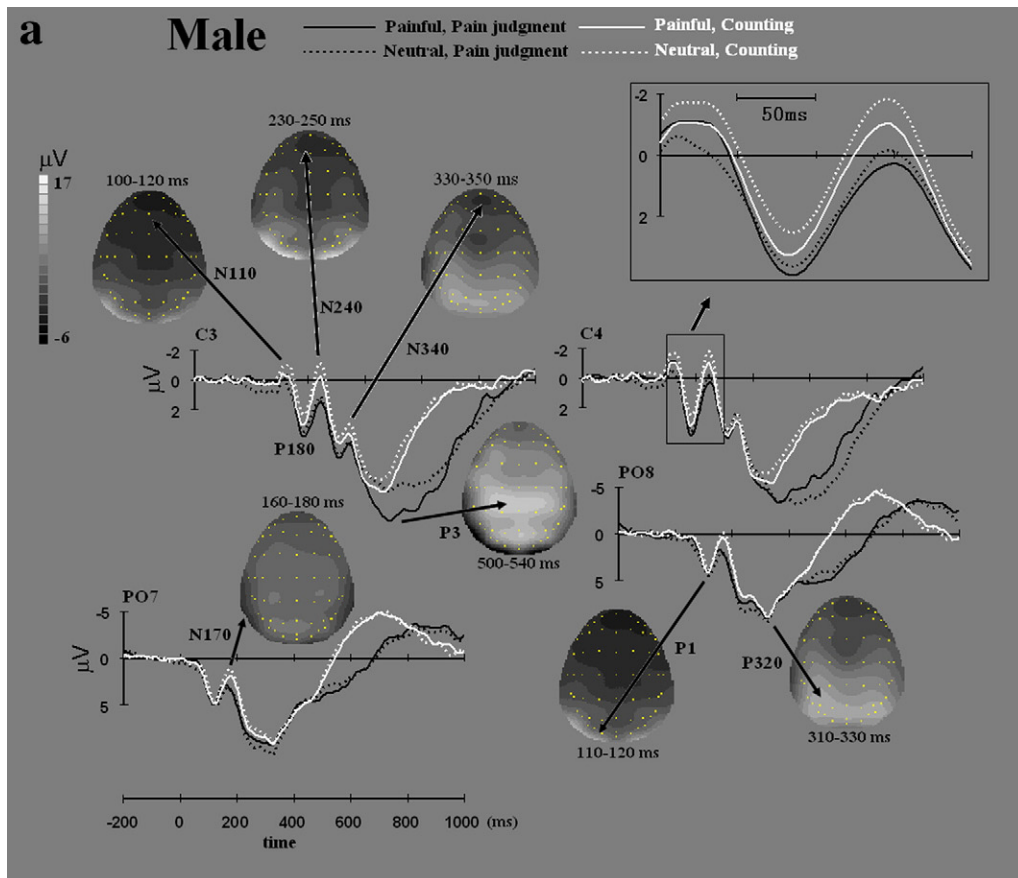 a
Male
Painful, Pain judgment
Painful, Counting
Neutral, Pain judgment
Neutral, Counting
-2
0
2
50ms
μV
17
-6
100-120 ms
230-250 ms
330-350 ms
N110
N240
N340
C3
-2
0
2
μV
P180
C4
-2
0
2
P3
500-540 ms
PO8
-5
0
5
160-180 ms
N170
PO7
-5
0
5
μV
P1
P320
110-120 ms
310-330 ms
-200 0 200 400 600 800 1000 (ms)
time